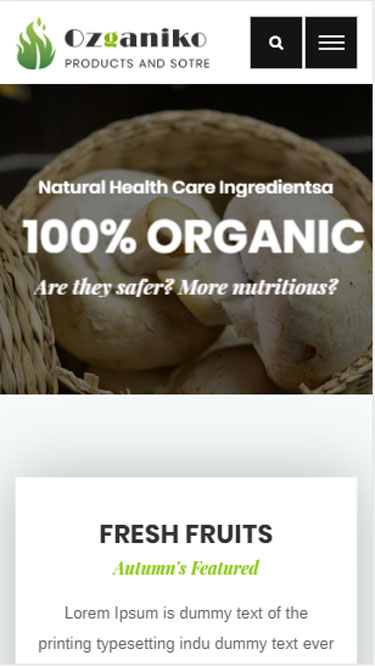 Ozganiko
PRODUCTS AND SOTRE
Natural Health Care Ingredientsa
100% ORGANIC
Are they safer? More nutritious?
FRESH FRUITS
Autumn's Featured
Lorem Ipsum is dummy text of the
printing typesetting indu dummy text ever